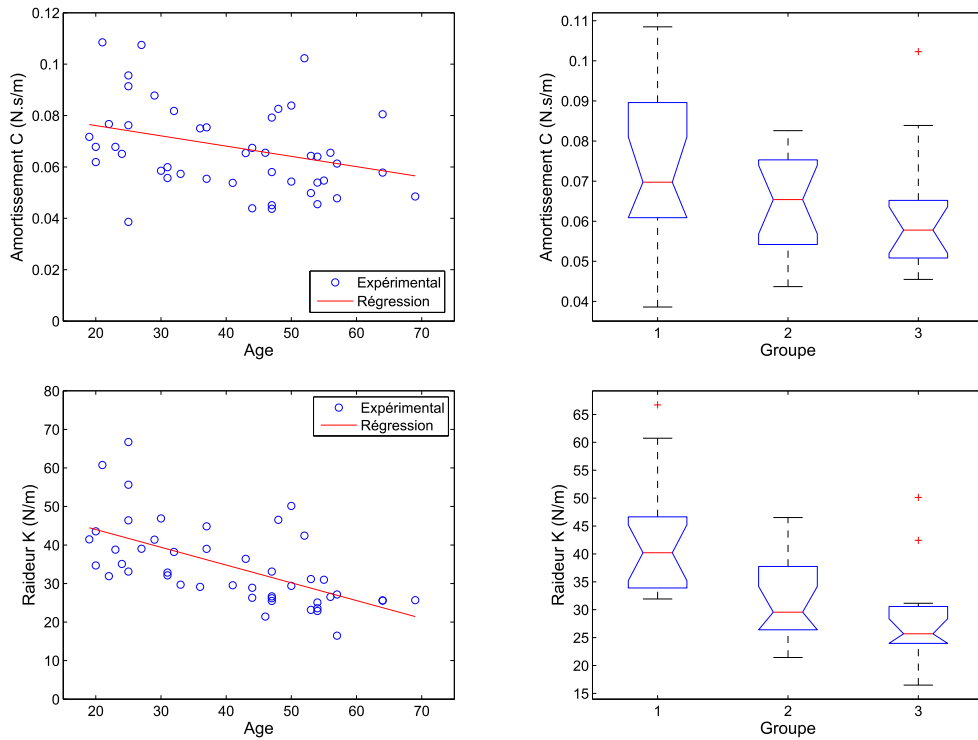 0.12
0.1
0.08
0.06
0.04
0.02
0
Amortissement C (N.s/m)
20 30 40 50 60 70
Age
Expérimental
Régression
0.11
0.1
0.09
0.08
0.07
0.06
0.05
0.04
Amortissement C (N.s/m)
1 2 3
Groupe
80
70
60
50
40
30
20
10
0
Raideur K (N/m)
20 30 40 50 60 70
Age
Expérimental
Régression
65
60
55
50
45
40
35
30
25
20
15
14
Raideur K (N/m)
1 2 3
Groupe